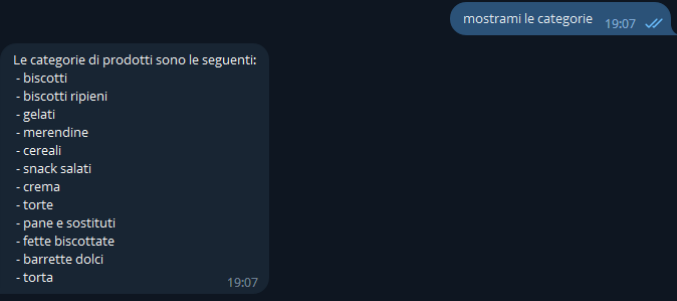 mostrami le categorie 19:07
Le categorie di prodotti sono le seguenti:
- biscotti
- biscotti ripieni
- gelati
- merendine
- cereali
- snack salati
- crema
- torte
- pane e sostituti
- fette biscottate
- barrette dolci
- torta 19:07